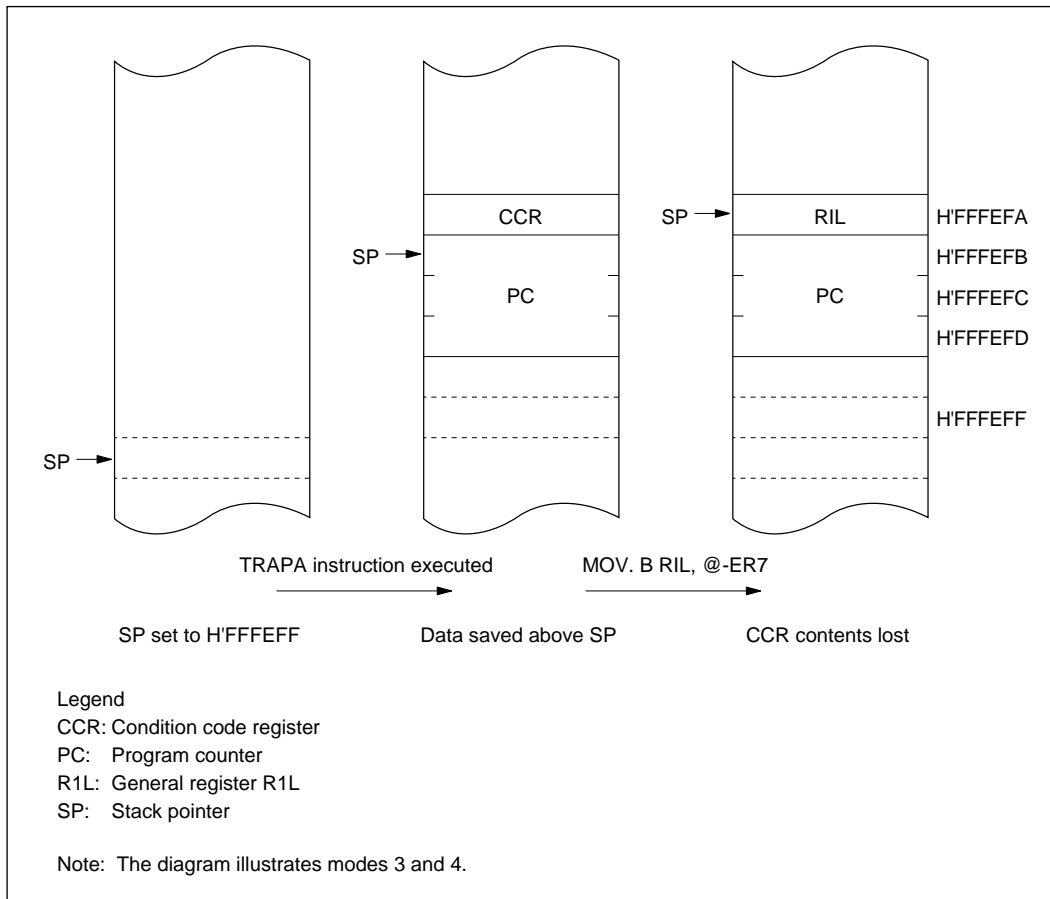 CCR
SP
RIL
H'FFFEFA
SP
H'FFFEFB
PC
PC
H'FFFEFC
H'FFFEFD
H'FFFEFF
SP
TRAPA instruction executed
MOV. B RIL, @-ER7
SP set to H'FFFEFF
Data saved above SP
CCR contents lost
Legend
CCR: Condition code register
PC: Program counter
R1L: General register R1L
SP: Stack pointer
Note: The diagram illustrates modes 3 and 4.